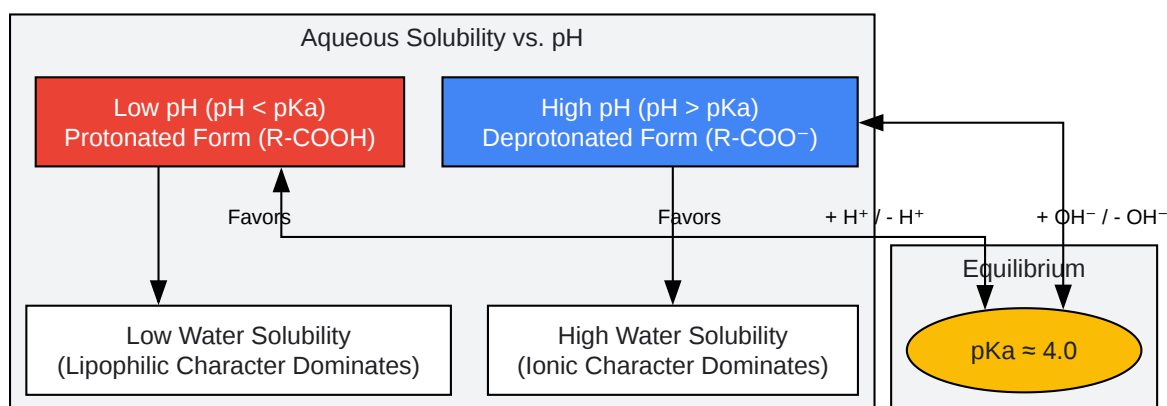 Aqueous Solubility vs. pH
Low pH (pH < pKa)
Protonated Form (R-COOH)
High pH (pH > pKa)
Deprotonated Form (R-COO⁻)
Favors
Favors
+ H⁺ / - H⁺
+ OH⁻ / - OH⁻
Equilibrium
Low Water Solubility
(Lipophilic Character Dominates)
High Water Solubility
(Ionic Character Dominates)
pKa ≈ 4.0